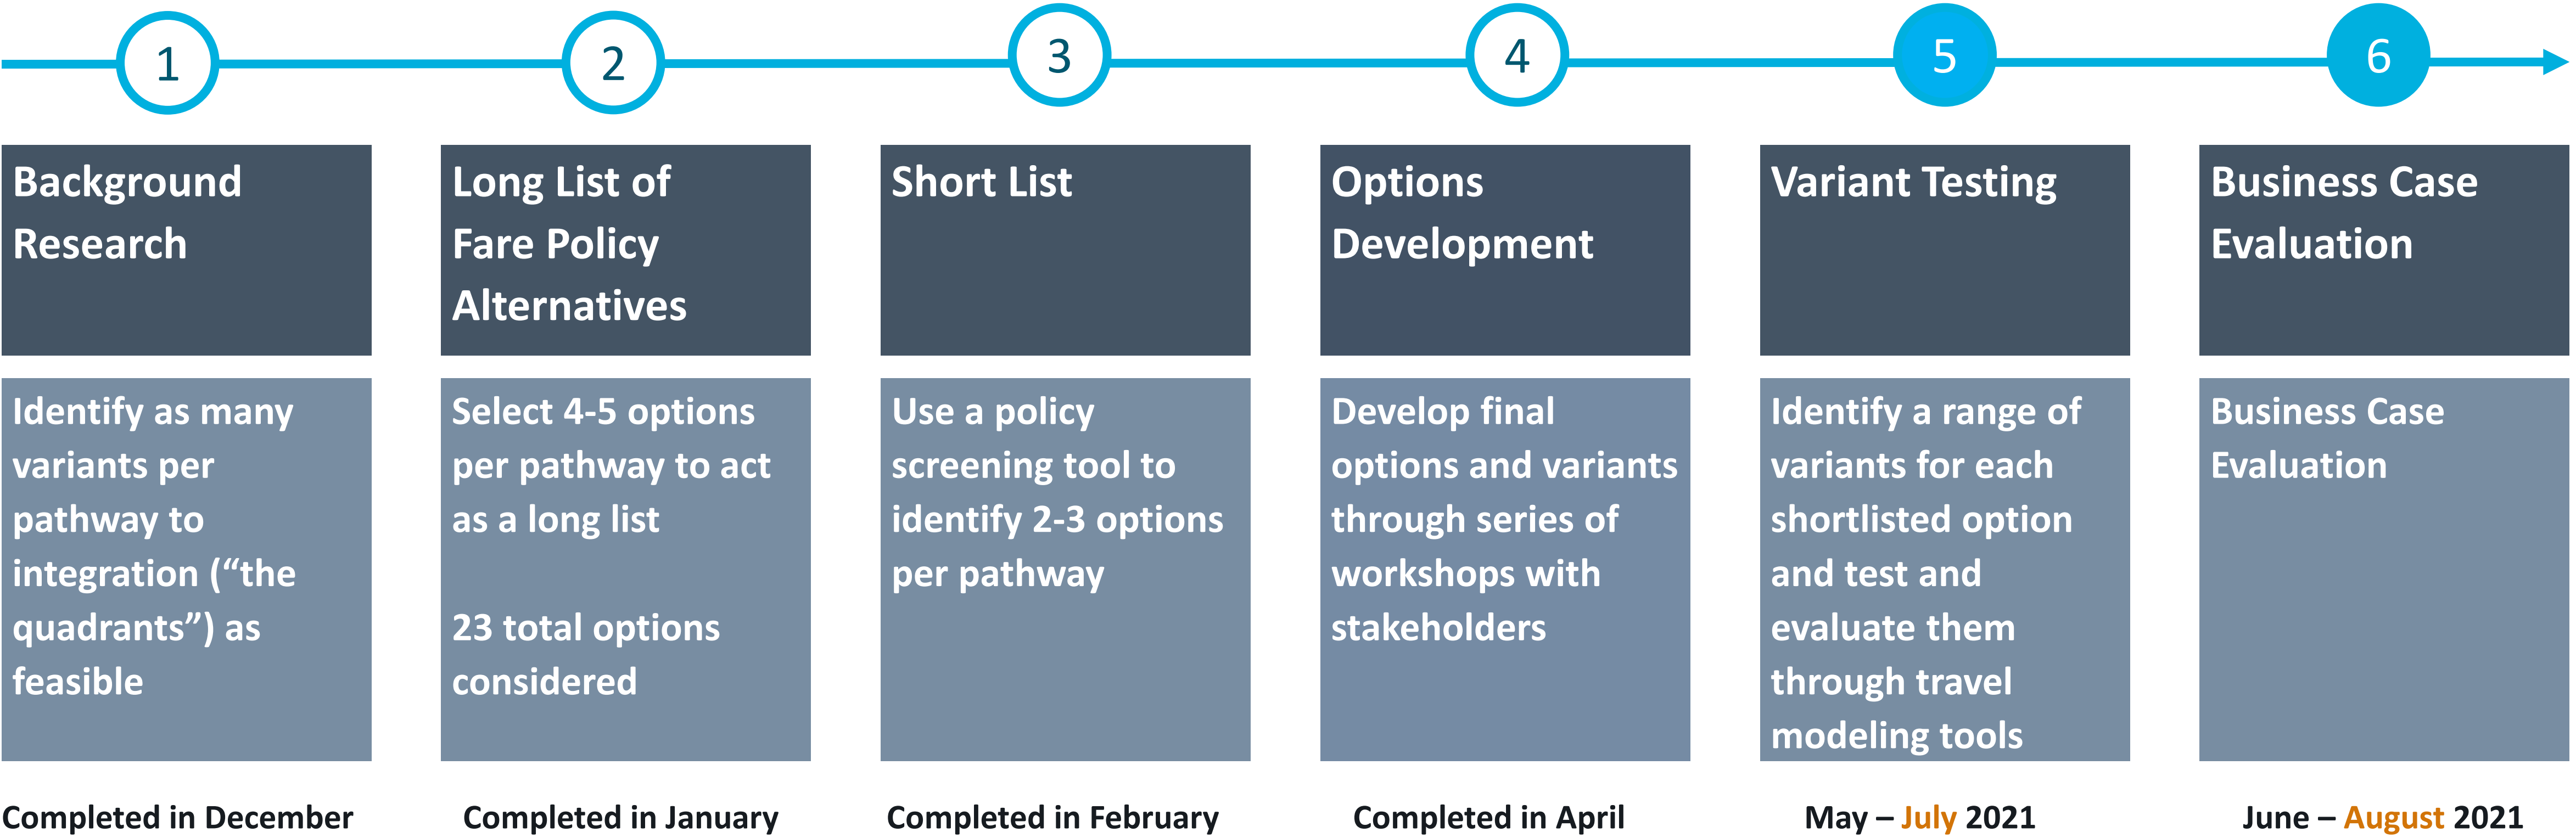 1
2
3
4
5
6
Background
Research
Long List of
Fare Policy
Alternatives
Short List
Options
Development
Variant Testing
Business Case
Evaluation
Identify as many
variants per
pathway to
integration (“the
quadrants”) as
feasible
Select 4-5 options
per pathway to act
as a long list
23 total options
considered
Use a policy
screening tool to
identify 2-3 options
per pathway
Develop final
options and variants
through series of
workshops with
stakeholders
Identify a range of
variants for each
shortlisted option
and test and
evaluate them
through travel
modeling tools
Business Case
Evaluation
Completed in December
Completed in January
Completed in February
Completed in April
May – July 2021
June – August 2021